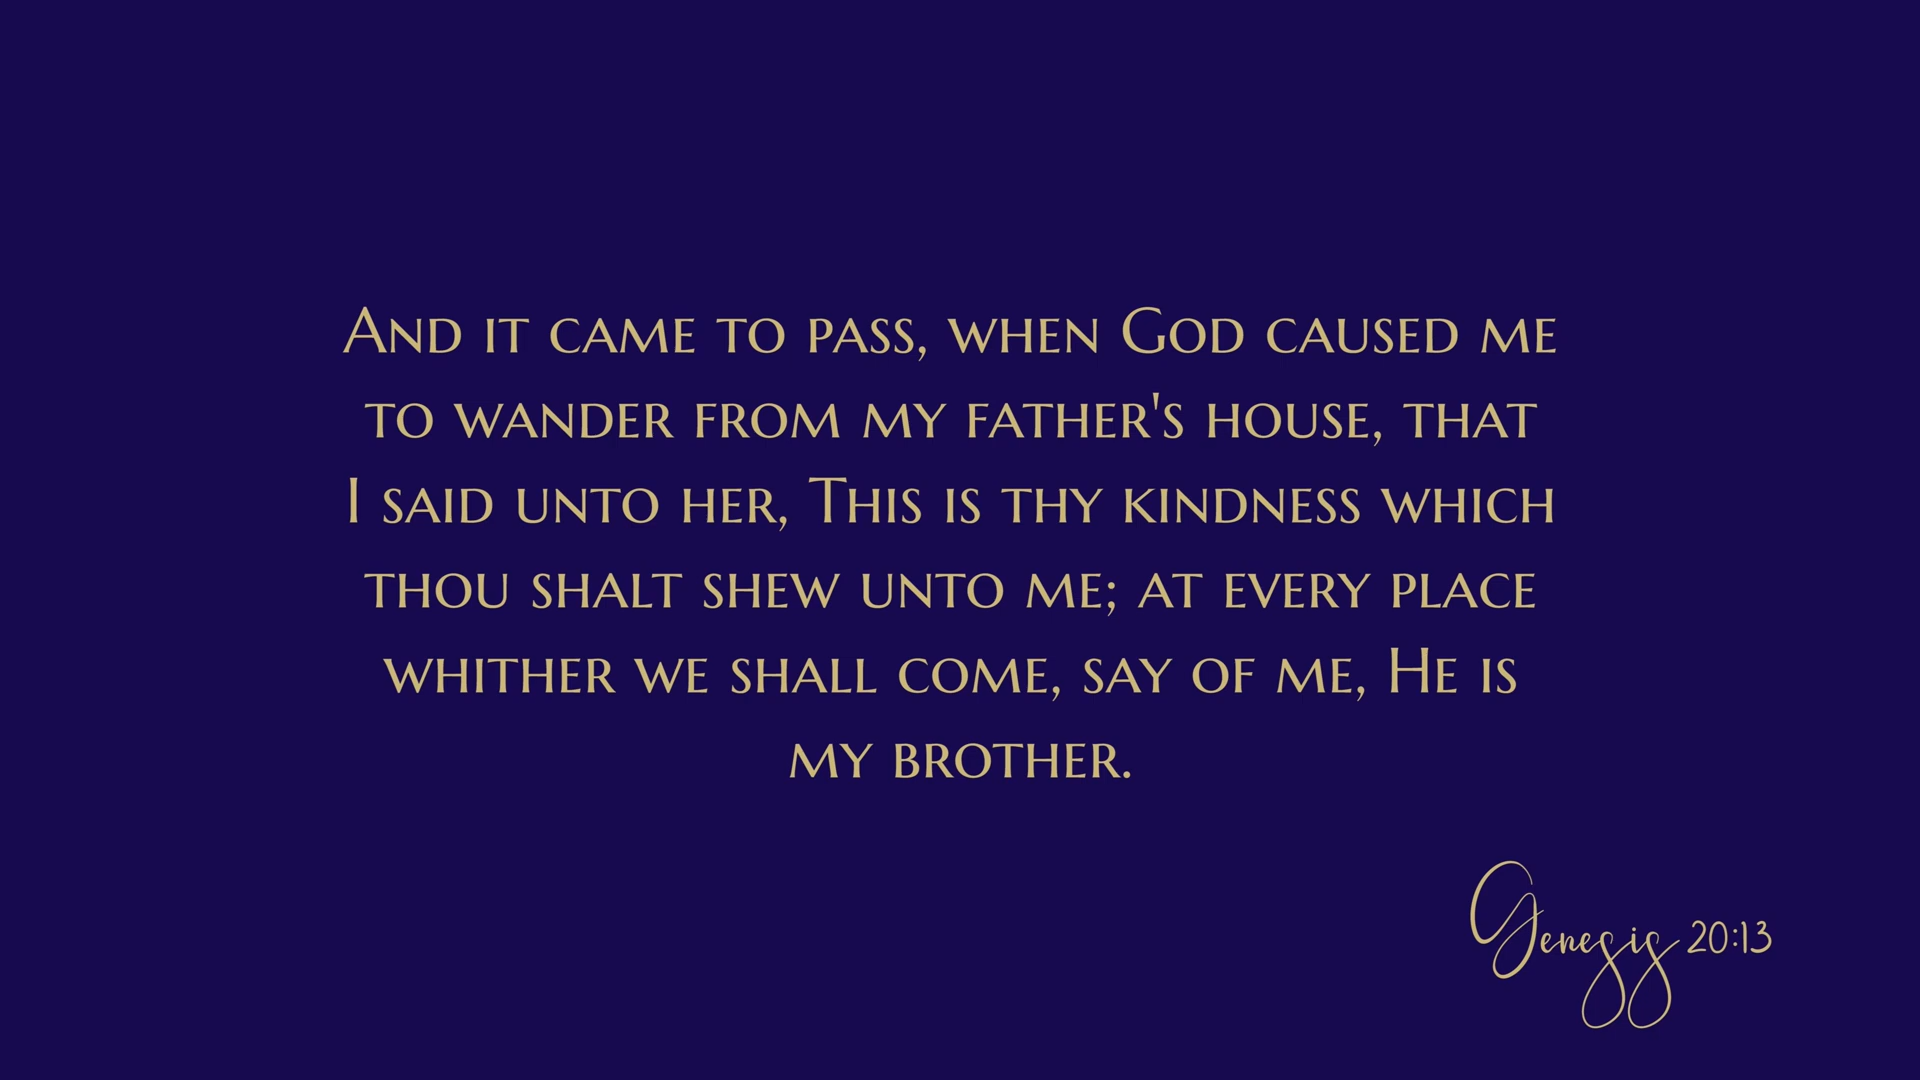 And it came to pass, when God caused me
to wander from my father's house, that
I said unto her, This is thy kindness which
thou shalt shew unto me; at every place
whither we shall come, say of me, He is
my brother.
Genesis 20:13